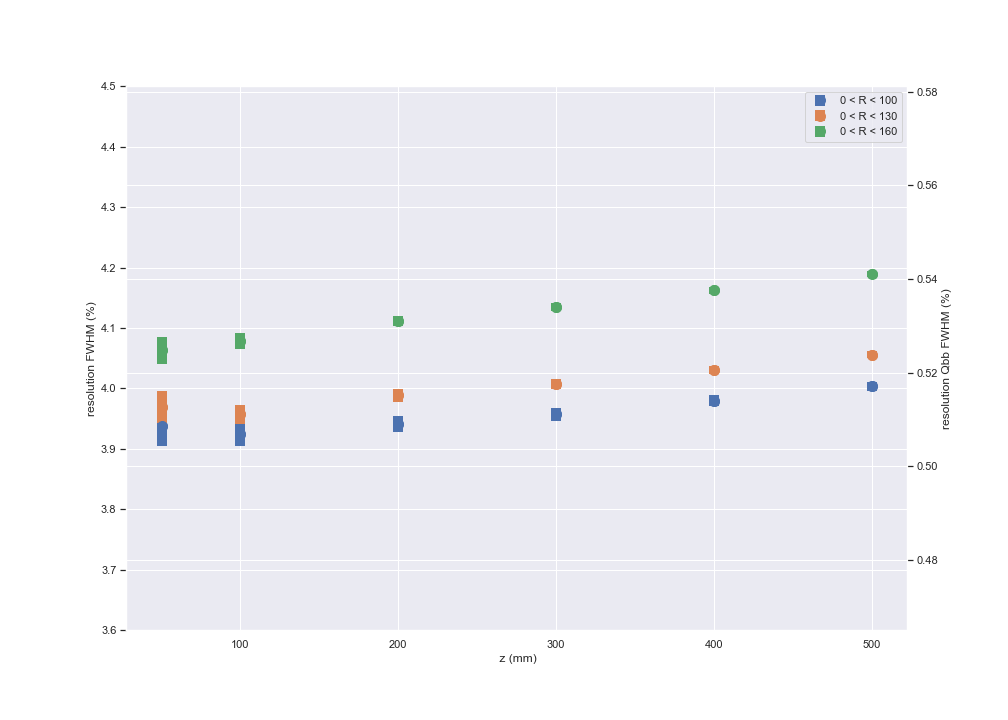 0 < R < 100
0 < R < 130
0 < R < 160
resolution FWHM (%)
4.5
4.4
4.3
4.2
4.1
4.0
3.9
3.8
3.7
3.6
0.58
0.56
0.54
0.52
0.50
0.48
resolution Qbb FWHM (%)
100 200 300 400 500
z (mm)